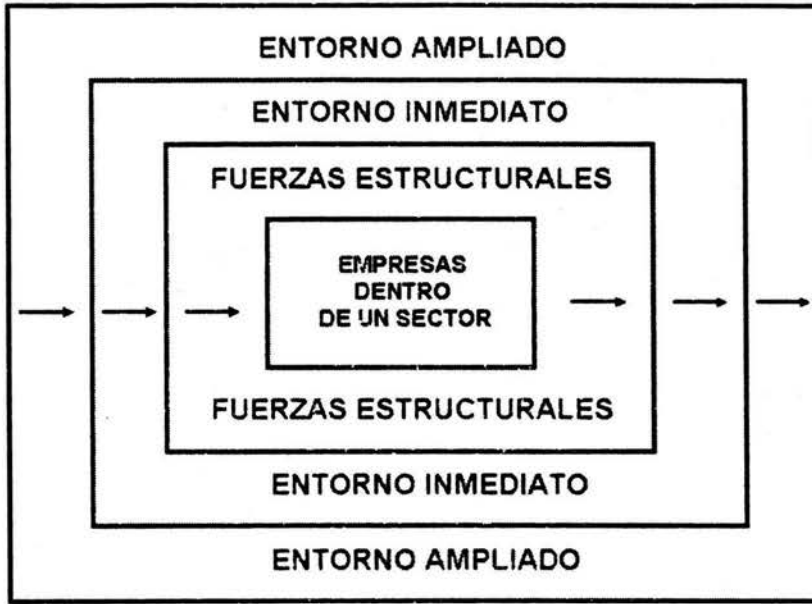 ENTORNO AMPLIADO
ENTORNO INMEDIATO
FUERZAS ESTRUCTURALES
EMPRESAS
DENTRO
DE UN SECTOR
FUERZAS ESTRUCTURALES
ENTORNO INMEDIATO
ENTORNO AMPLIADO